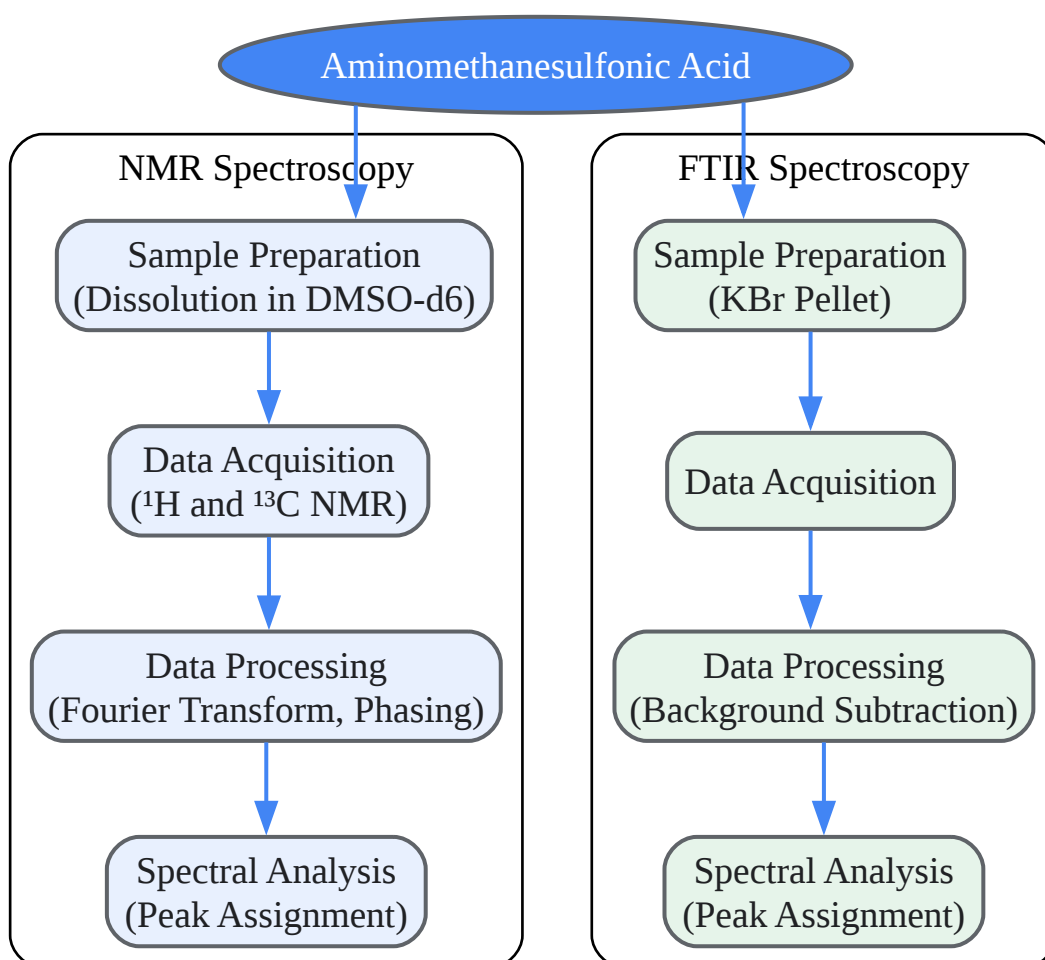 Aminomethanesulfonic Acid
NMR Spectroscopy
Sample Preparation
(Dissolution in DMSO-d6)
Data Acquisition
(¹H and ¹³C NMR)
Data Processing
(Fourier Transform, Phasing)
Spectral Analysis
(Peak Assignment)
FTIR Spectroscopy
Sample Preparation
(KBr Pellet)
Data Acquisition
Data Processing
(Background Subtraction)
Spectral Analysis
(Peak Assignment)